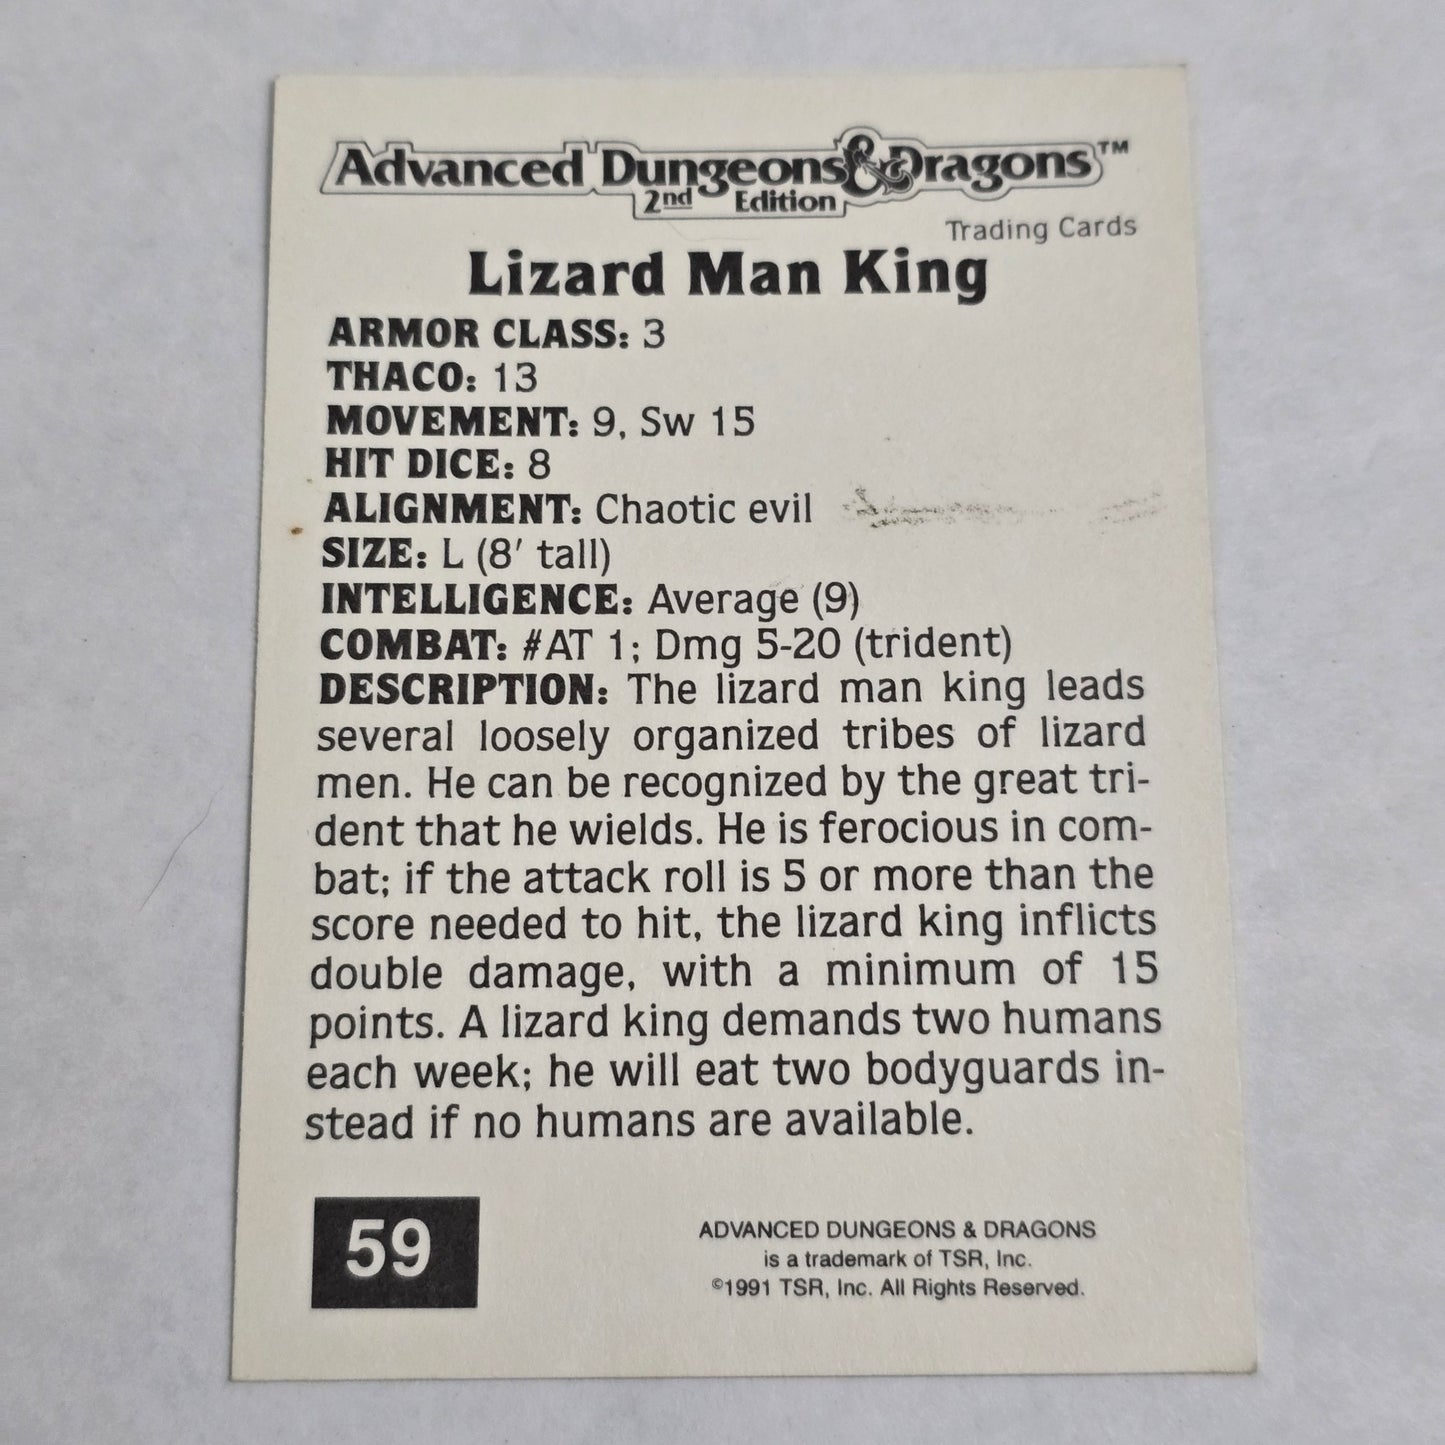 Advanced Dungeons & Dragons™
2nd Edition
Trading Cards
Lizard Man King
ARMOR CLASS: 3
THACO: 13
MOVEMENT: 9, Sw 15
HIT DICE: 8
ALIGNMENT: Chaotic evil
SIZE: L (8' tall)
INTELLIGENCE: Average (9)
COMBAT: #AT 1; Dmg 5-20 (trident)
DESCRIPTION: The lizard man king leads
several loosely organized tribes of lizard
men. He can be recognized by the great tri-
dent that he wields. He is ferocious in com-
bat; if the attack roll is 5 or more than the
score needed to hit, the lizard king inflicts
double damage, with a minimum of 15
points. A lizard king demands two humans
each week; he will eat two bodyguards in-
stead if no humans are available.
59
ADVANCED DUNGEONS & DRAGONS
is a trademark of TSR, Inc.
©1991 TSR, Inc. All Rights Reserved.